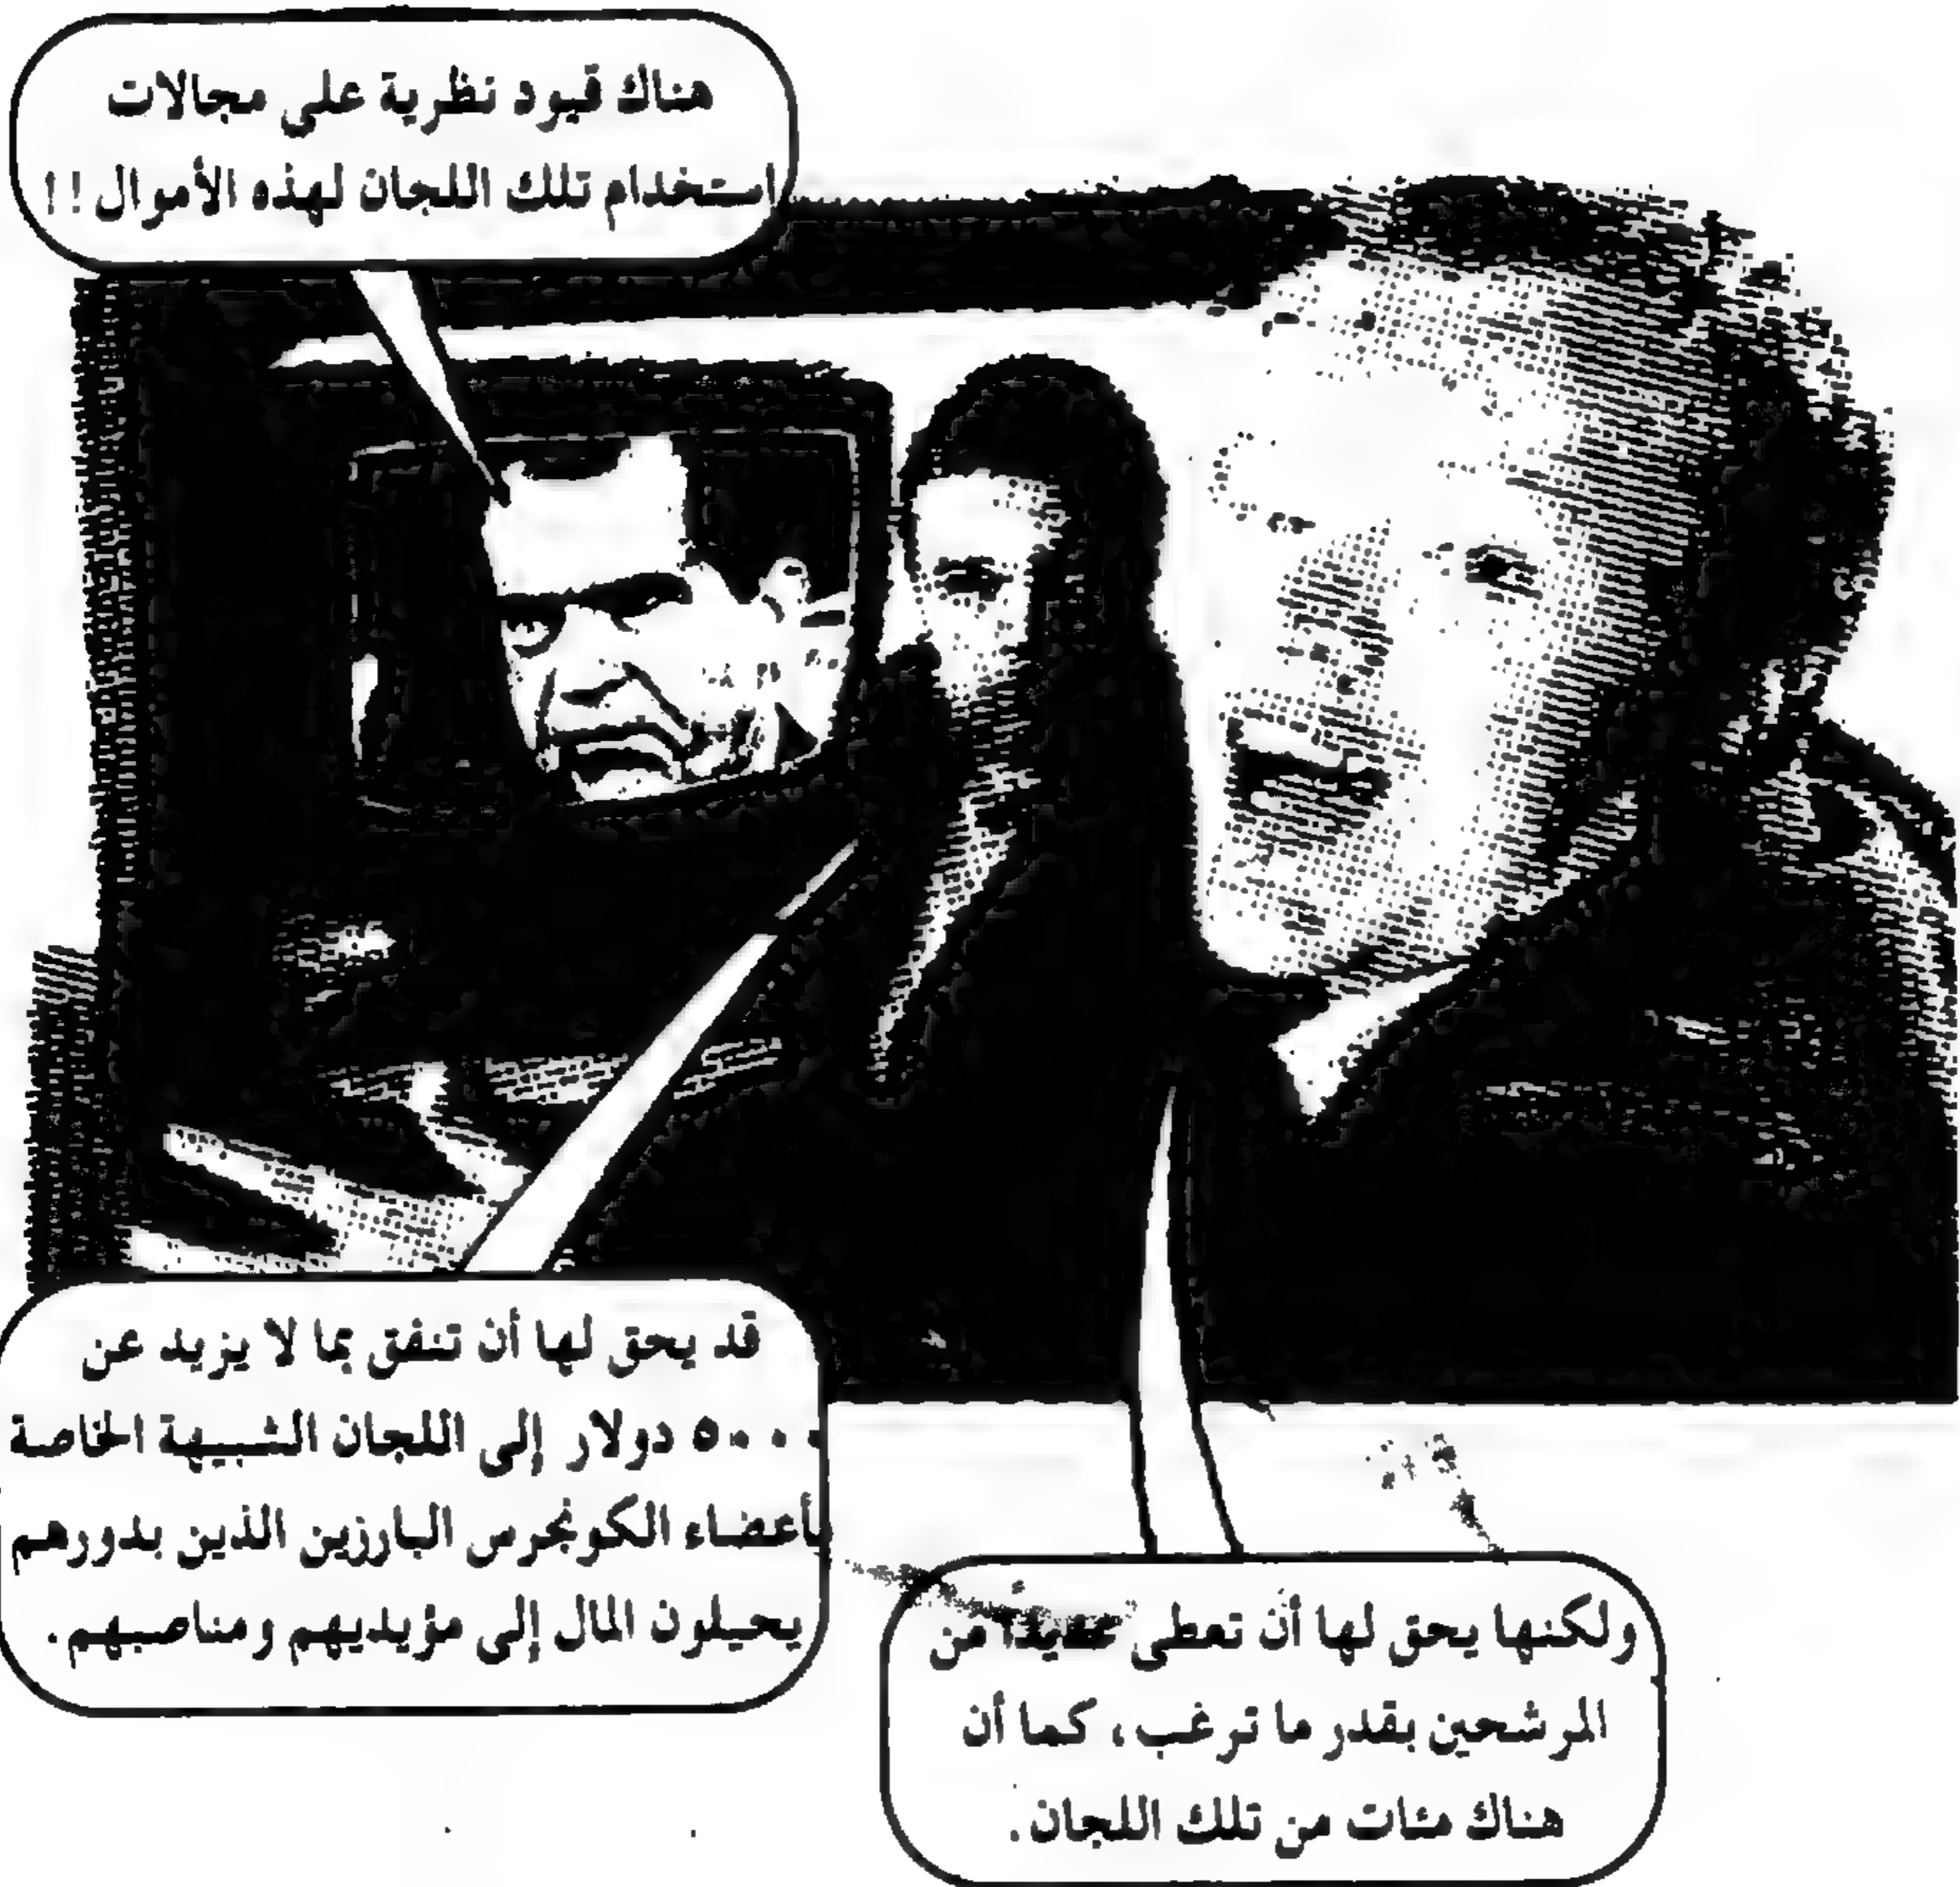 هناك قيود نظرية على مجالات
استخدام تلك اللجان لهذه الأموال!!
قد يحق لها أن تنفق بما لا يزيد عن
٥٠٠٠ دولار إلى اللجان الشبيهة الخاصة
بأعضاء الكونجرس البارزين الذين بدورهم
يحيلون المال إلى مؤيديهم ومناصبهم.
ولكنها يحق لها أن تعطى من
المرشحين بقدر ما ترغب، كما أن
هناك مئات من تلك اللجان.